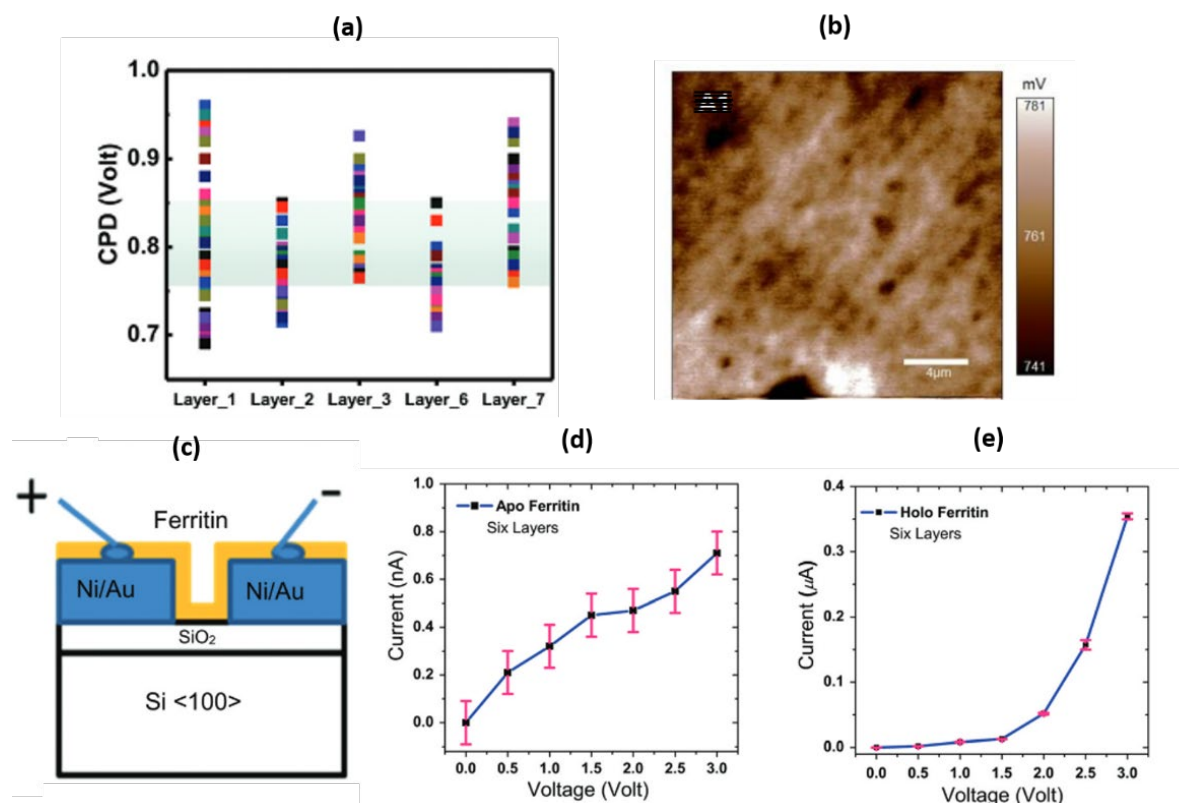 (a)
1.0
0.9
0.8
0.7
CPD (Volt)
Layer_1 Layer_2 Layer_3 Layer_6 Layer_7
(b)
mV
781
761
741
4µm
(c)
+
−
Ferritin
Ni/Au
Ni/Au
SiO₂
Si <100>
(d)
Apo Ferritin
Six Layers
1.0
0.8
0.6
0.4
0.2
0.0
Current (nA)
0.0 0.5 1.0 1.5 2.0 2.5 3.0
Voltage (Volt)
(e)
Holo Ferritin
Six Layers
0.4
0.3
0.2
0.1
0.0
Current (µA)
0.0 0.5 1.0 1.5 2.0 2.5 3.0
Voltage (Volt)